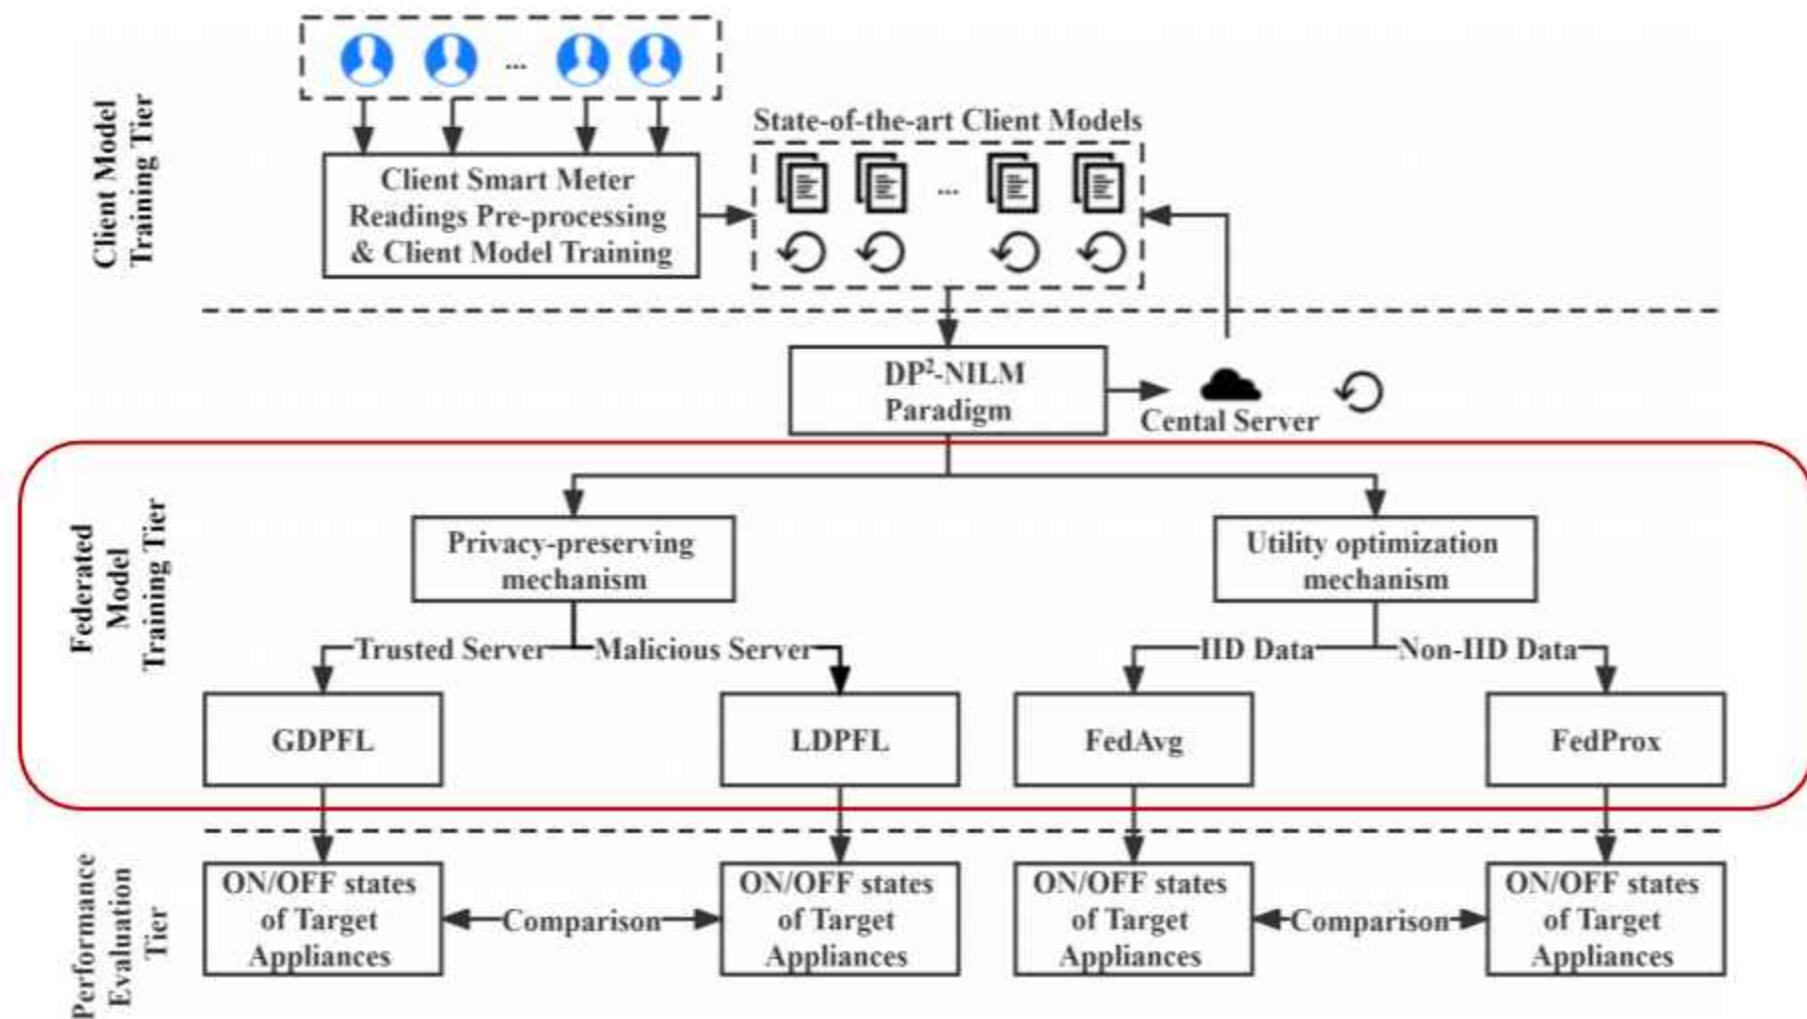 Client Model
Training Tier
...
State-of-the-art Client Models
Client Smart Meter
Readings Pre-processing
& Client Model Training
...
DP²-NILM
Paradigm
Cental Server
Federated
Model
Training Tier
Privacy-preserving
mechanism
Utility optimization
mechanism
Trusted Server
Malicious Server
IID Data
Non-IID Data
GDPFL
LDPFL
FedAvg
FedProx
Performance
Evaluation
Tier
ON/OFF states
of Target
Appliances
Comparison
ON/OFF states
of Target
Appliances
ON/OFF states
of Target
Appliances
Comparison
ON/OFF states
of Target
Appliances